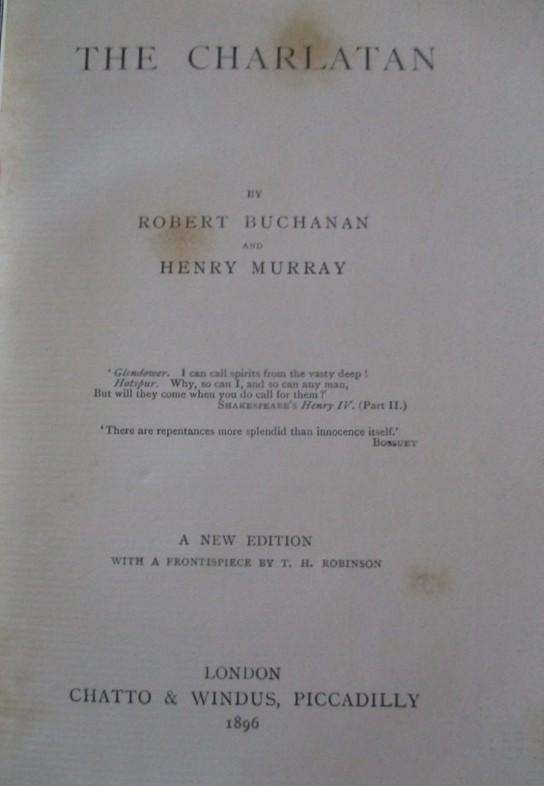 THE CHARLATAN
BY
ROBERT BUCHANAN
AND
HENRY MURRAY
'Glendower. I can call spirits from the vasty deep!
Hotspur. Why, so can I, and so can any man,
But will they come when you do call for them?'
SHAKESPEARE'S Henry IV. (Part II.)
'There are repentances more splendid than innocence itself.'
BOSSUET
A NEW EDITION
WITH A FRONTISPIECE BY T. H. ROBINSON
LONDON
CHATTO & WINDUS, PICCADILLY
1896